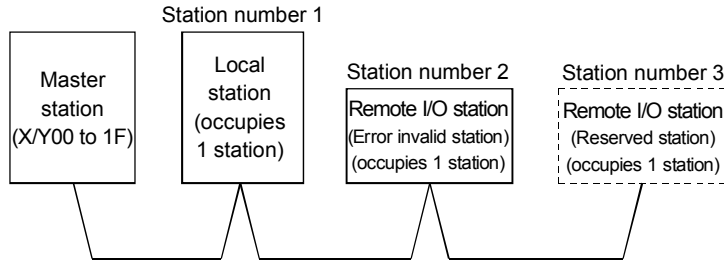 Station number 1
Master
station
(X/Y00 to 1F)
Local
station
(occupies
1 station)
Station number 2
Remote I/O station
(Error invalid station)
(occupies 1 station)
Station number 3
Remote I/O station
(Reserved station)
(occupies 1 station)